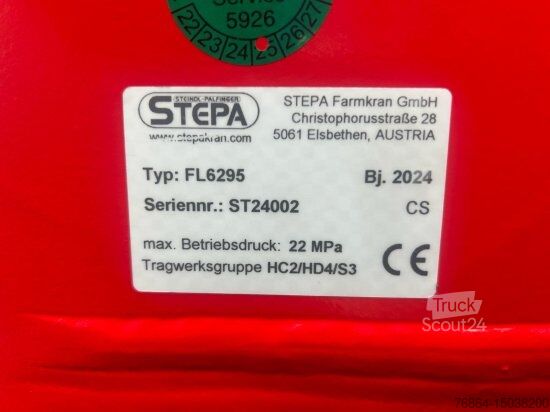 Service
5926
22 23 24 25 26 27
STEINDL-PALFINGER
STEPA
www.stepakran.com
STEPA Farmkran GmbH
Christophorusstraße 28
5061 Elsbethen, AUSTRIA
Typ: FL6295
Bj. 2024
Seriennr.: ST24002
CS
max. Betriebsdruck: 22 MPa
Tragwerksgruppe HC2/HD4/S3
CE
Truck
Scout24
76884-15038200